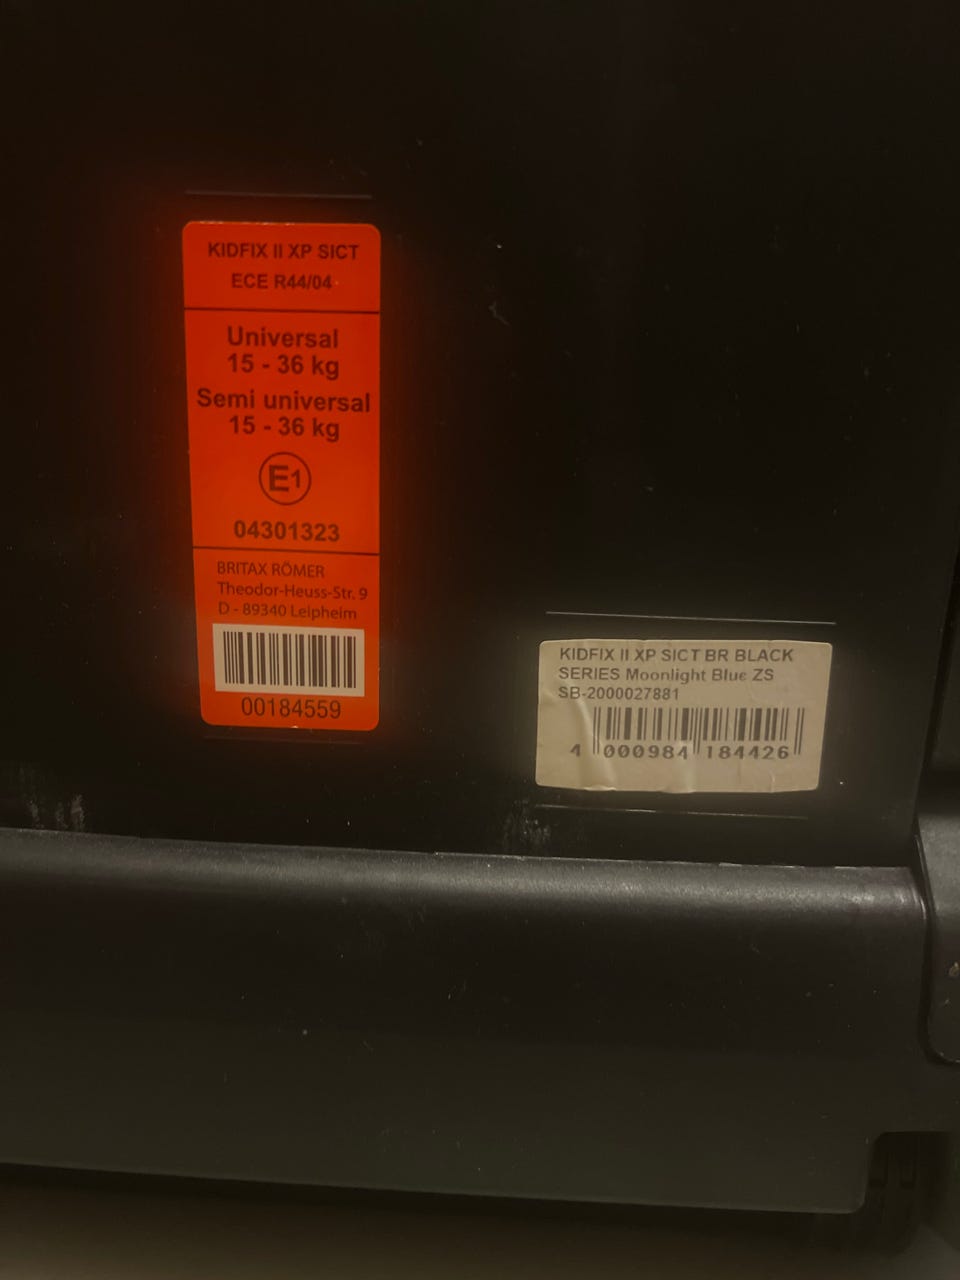 KIDFIX II XP SICT
ECE R44/04
Universal
15 - 36 kg
Semi universal
15 - 36 kg
E1
04301323
BRITAX RÖMER
Theodor-Heuss-Str. 9
D - 89340 Leipheim
00184559
KIDFIX II XP SICT BR BLACK
SERIES Moonlight Blue ZS
SB-2000027881
4 000984 184426